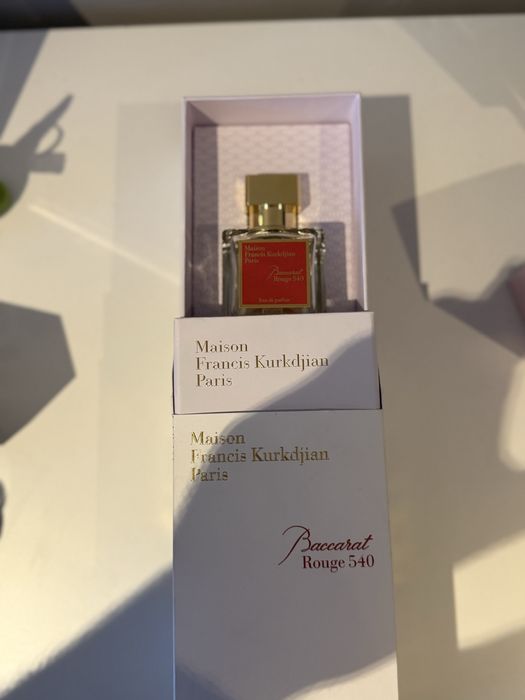 Maison
Francis Kurkdjian
Paris
Baccarat
Rouge 540
Eau de parfum
Maison
Francis Kurkdjian
Paris
Maison
Francis Kurkdjian
Paris
Baccarat
Rouge 540